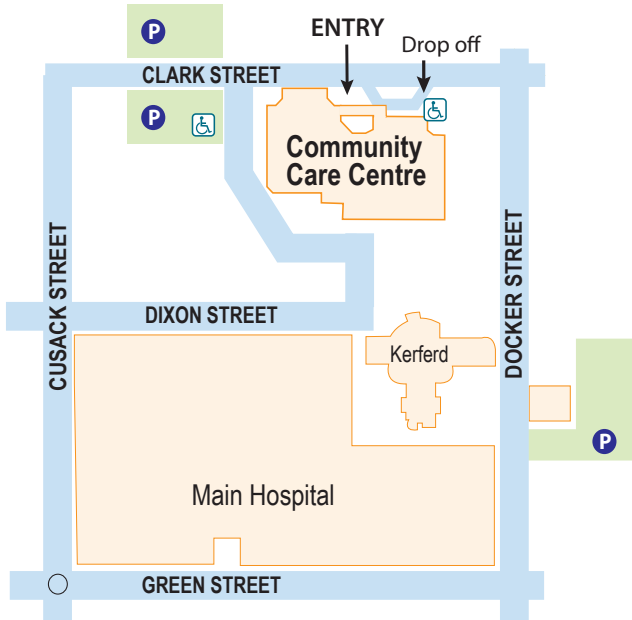 P
ENTRY
Drop off
CLARK STREET
P
Community
Care Centre
CUSACK STREET
DOCKER STREET
DIXON STREET
Kerferd
P
Main Hospital
GREEN STREET